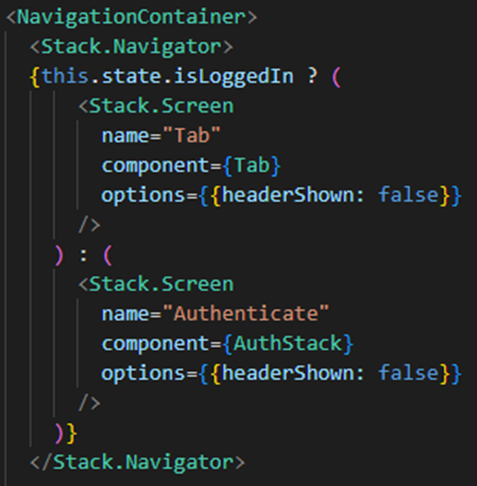 <NavigationContainer>
<Stack.Navigator>
{this.state.isLoggedIn ? (
<Stack.Screen
name="Tab"
component={Tab}
options={{headerShown: false}}
/>
) : (
<Stack.Screen
name="Authenticate"
component={AuthStack}
options={{headerShown: false}}
/>
)}
</Stack.Navigator>